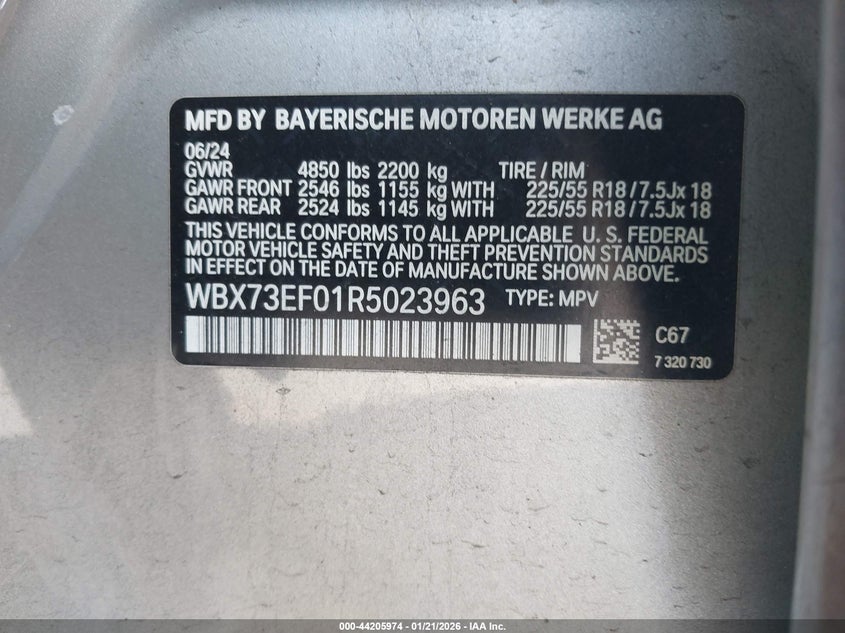 MFD BY BAYERISCHE MOTOREN WERKE AG
06/24
GVWR 4850 lbs 2200 kg TIRE / RIM
GAWR FRONT 2546 lbs 1155 kg WITH 225/55 R18 / 7.5Jx 18
GAWR REAR 2524 lbs 1145 kg WITH 225/55 R18 / 7.5Jx 18
THIS VEHICLE CONFORMS TO ALL APPLICABLE U. S. FEDERAL
MOTOR VEHICLE SAFETY AND THEFT PREVENTION STANDARDS
IN EFFECT ON THE DATE OF MANUFACTURE SHOWN ABOVE.
WBX73EF01R5023963 TYPE: MPV
C67
7 320 730
000-44205974 | 01/21/2026 | IAA Inc.